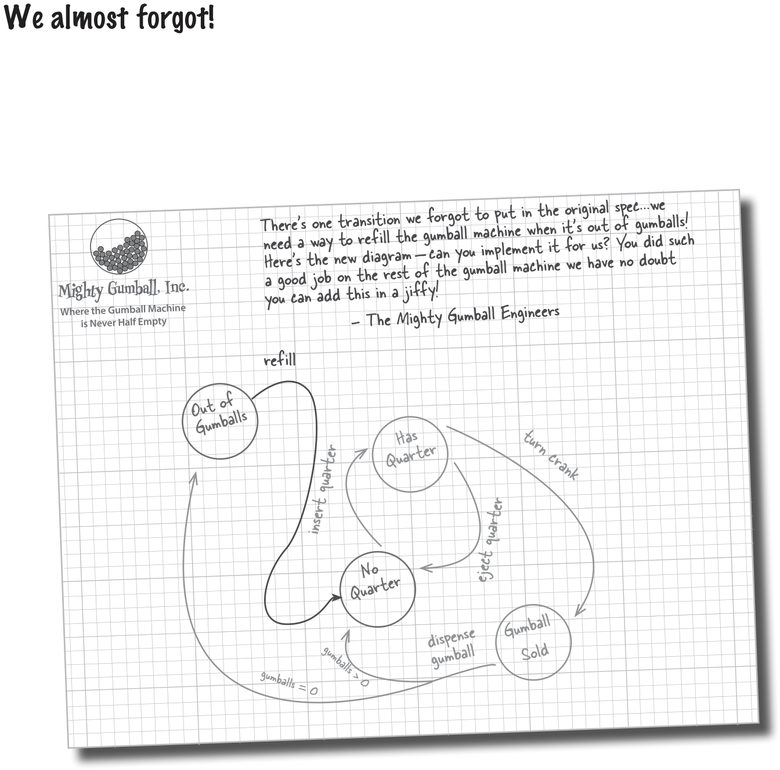 We almost forgot!
There's one transition we forgot to put in the original spec...we
need a way to refill the gumball machine when it's out of gumballs!
Here's the new diagram—can you implement it for us? You did such
a good job on the rest of the gumball machine we have no doubt
you can add this in a jiffy!
– The Mighty Gumball Engineers
Mighty Gumball, Inc.
Where the Gumball Machine
is Never Half Empty
refill
Out of
Gumballs
Has
Quarter
turn crank
insert quarter
eject quarter
No
Quarter
Gumball
Sold
dispense
gumball
gumballs > 0
gumballs = 0